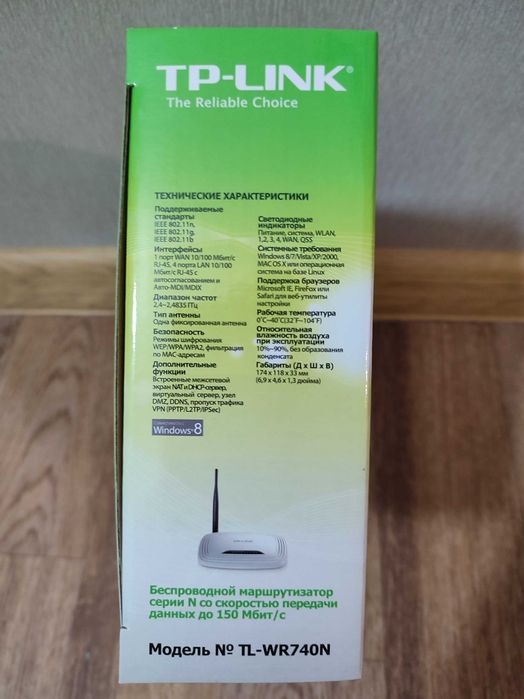 TP-LINK®
The Reliable Choice
ТЕХНИЧЕСКИЕ ХАРАКТЕРИСТИКИ
Поддерживаемые
стандарты
IEEE 802.11n,
IEEE 802.11g,
IEEE 802.11b
Интерфейсы
1 порт WAN 10/100 Мбит/с
RJ-45, 4 порта LAN 10/100
Мбит/с RJ-45 с
автосогласованием и
Авто-MDI/MDIX
Диапазон частот
2.4~2,4835 ГГц
Тип антенны
Одна фиксированная антенна
Безопасность
Режимы шифрования
WEP/WPA/WPA2, фильтрация
по MAC-адресам
Дополнительные
функции
Встроенные межсетевой
экран NAT и DHCP-сервер,
виртуальный сервер, узел
DMZ, DDNS, пропуск трафика
VPN (PPTP/L2TP/IPSec)
Светодиодные
индикаторы
Питание, система, WLAN,
1,2, 3, 4, WAN, QSS
Системные требования
Windows 8/7/Vista/XP/2000,
MAC OS X или операционная
система на базе Linux
Поддержка браузеров
Microsoft IE, FireFox или
Safari для веб-утилиты
настройки
Рабочая температура
0˚C~40˚C(32˚F~104˚F)
Относительная
влажность воздуха
при эксплуатации
10%~90%, без образования
конденсата
Габариты (Д x Ш x В)
174 x 118 x 33 мм
(6,9 x 4,6 x 1,3 дюйма)
Windows 8
TP-LINK
Беспроводной маршрутизатор
серии N со скоростью передачи
данных до 150 Мбит/с
Модель № TL-WR740N